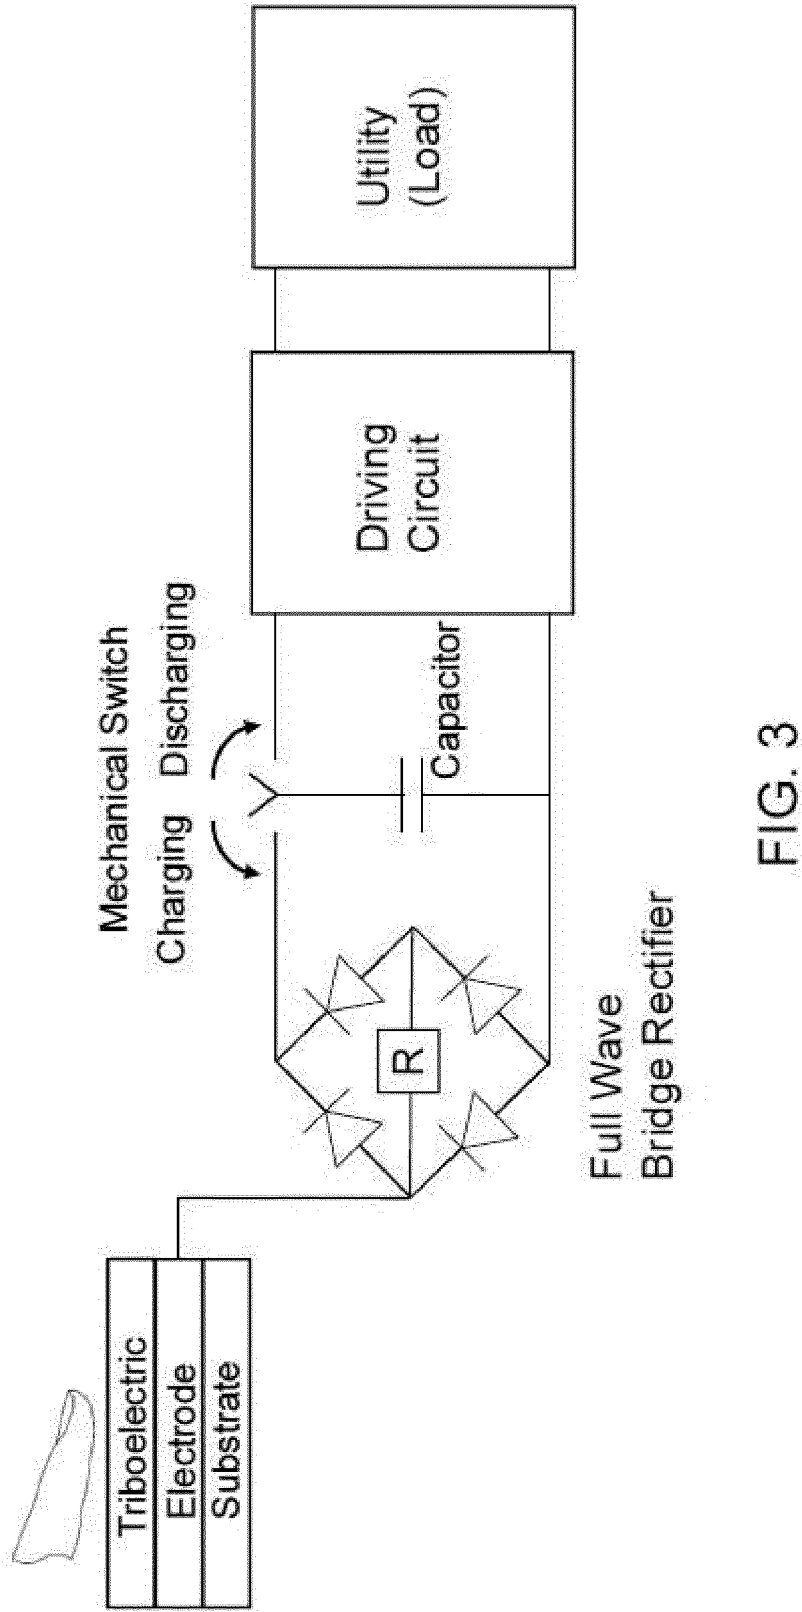 Triboelectric
Electrode
Substrate
Mechanical Switch
Charging Discharging
R
Full Wave
Bridge Rectifier
Capacitor
Driving
Circuit
Utility
(Load)
FIG. 3